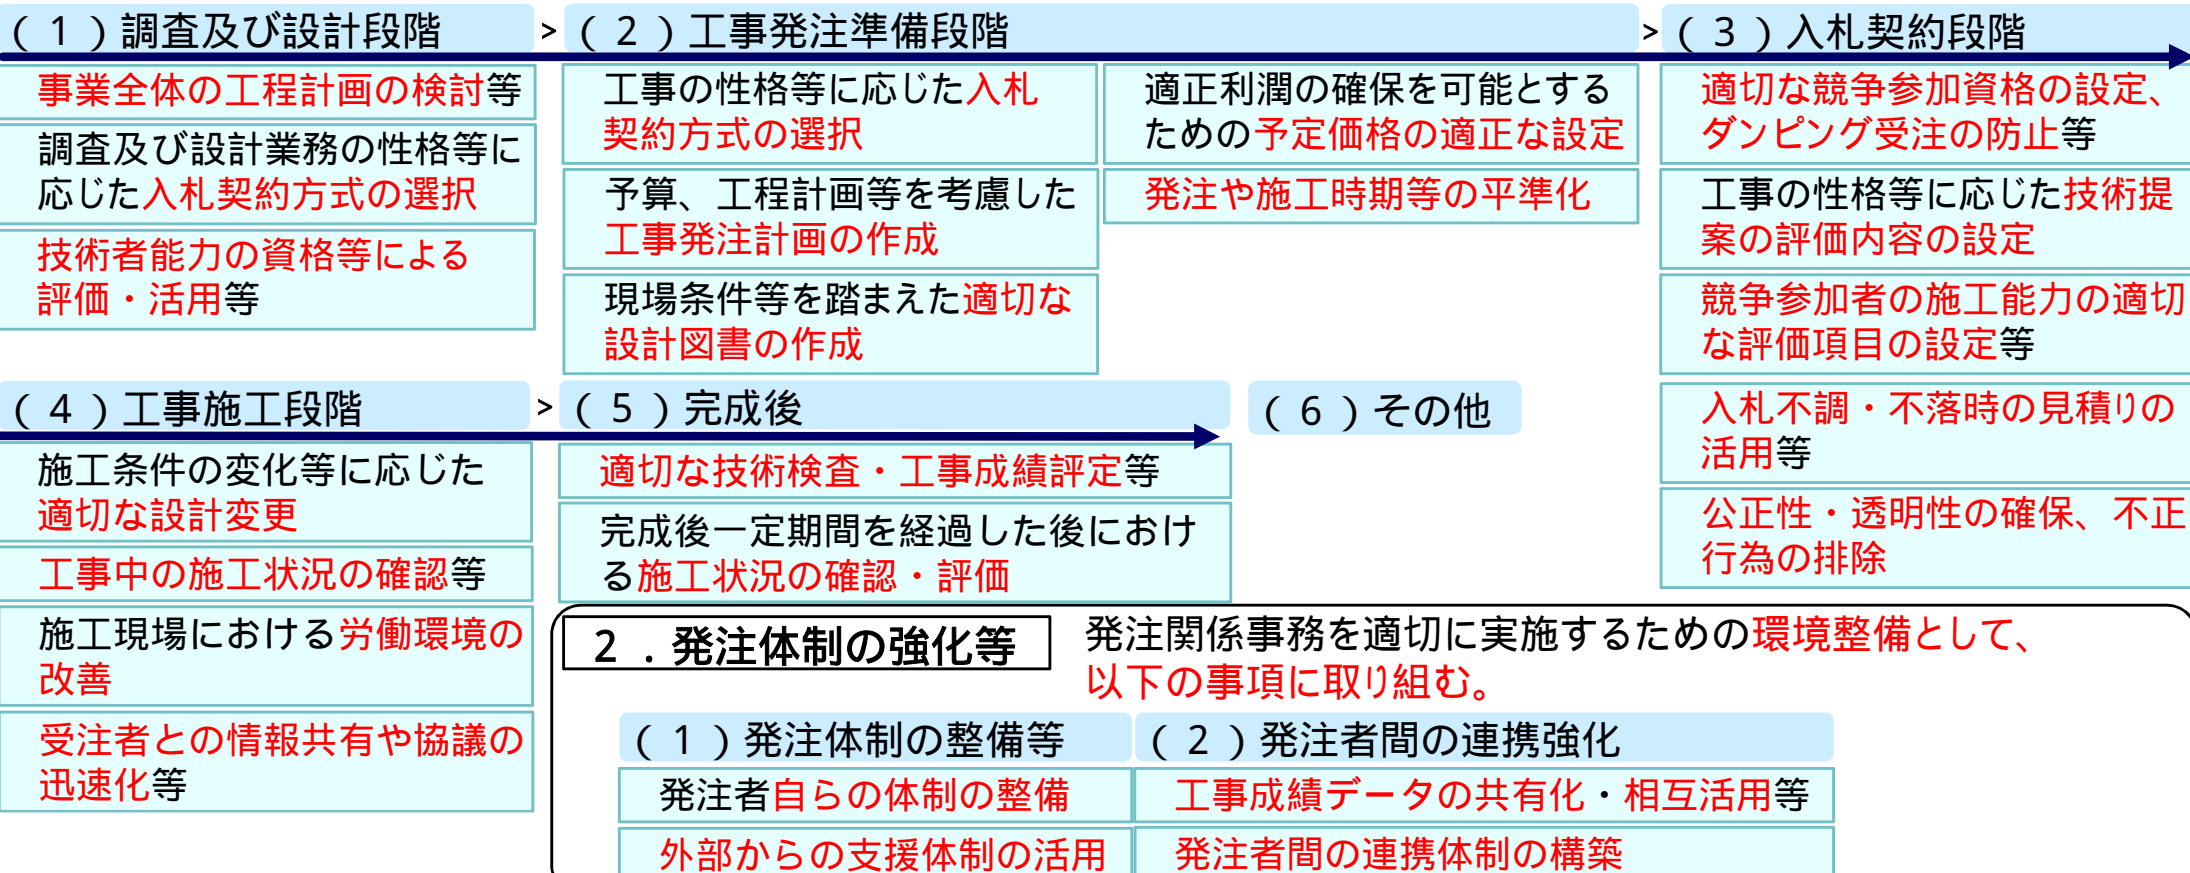 (1)調査及び設計段階
事業全体の工程計画の検討等
調査及び設計業務の性格等に
応じた入札契約方式の選択
技術者能力の資格等による
評価・活用等
>
(2)工事発注準備段階
工事の性格等に応じた入札
契約方式の選択
予算、工程計画等を考慮した
工事発注計画の作成
現場条件等を踏まえた適切な
設計図書の作成
適正利潤の確保を可能とする
ための予定価格の適正な設定
発注や施工時期等の平準化
>
(3)入札契約段階
適切な競争参加資格の設定、
ダンピング受注の防止等
工事の性格等に応じた技術提
案の評価内容の設定
競争参加者の施工能力の適切
な評価項目の設定等
入札不調・不落時の見積りの
活用等
公正性・透明性の確保、不正
行為の排除
(4)工事施工段階
施工条件の変化等に応じた
適切な設計変更
工事中の施工状況の確認等
施工現場における労働環境の
改善
受注者との情報共有や協議の
迅速化等
>
(5)完成後
適切な技術検査・工事成績評定等
完成後一定期間を経過した後におけ
る施工状況の確認・評価
(6)その他
2.発注体制の強化等
発注関係事務を適切に実施するための環境整備として、
以下の事項に取り組む。
(1)発注体制の整備等
発注者自らの体制の整備
外部からの支援体制の活用
(2)発注者間の連携強化
工事成績データの共有化・相互活用等
発注者間の連携体制の構築